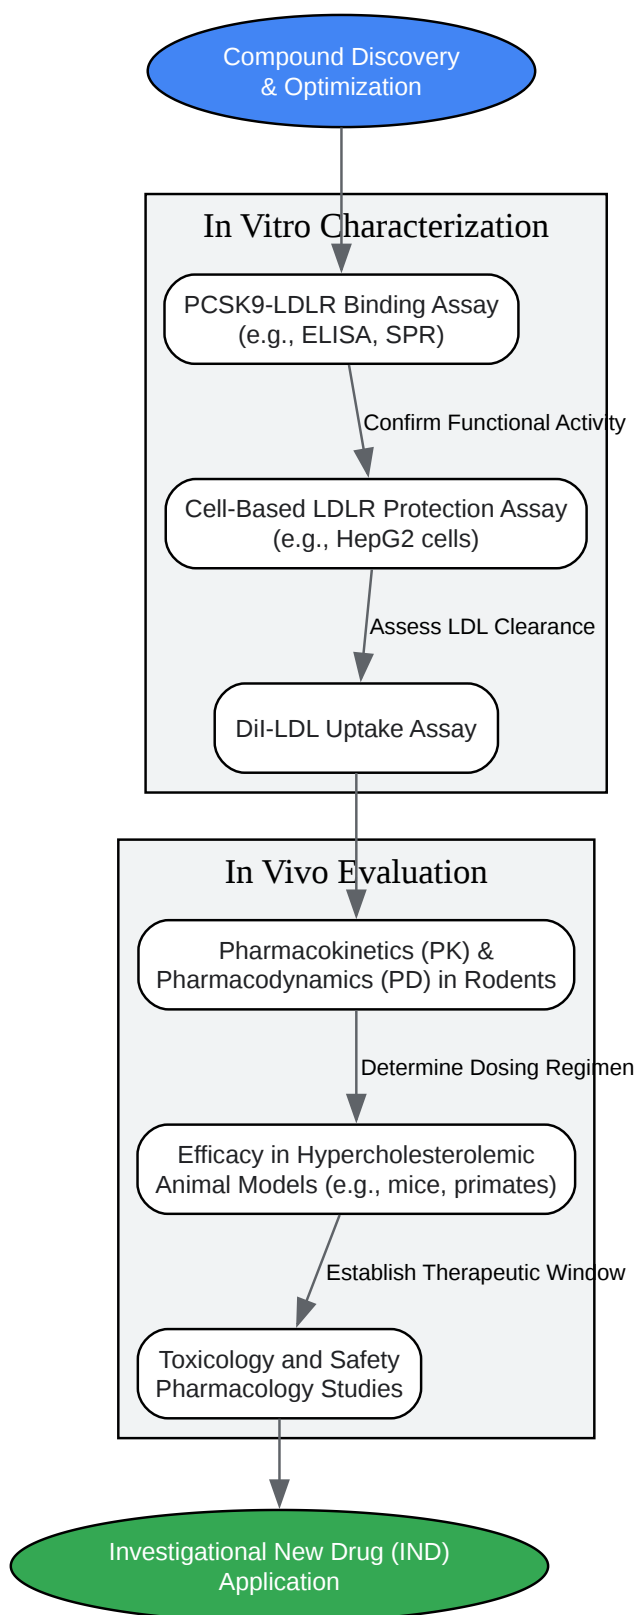 Compound Discovery
& Optimization
In Vitro Characterization
PCSK9-LDLR Binding Assay
(e.g., ELISA, SPR)
Confirm Functional Activity
Cell-Based LDLR Protection Assay
(e.g., HepG2 cells)
Assess LDL Clearance
DiI-LDL Uptake Assay
In Vivo Evaluation
Pharmacokinetics (PK) &
Pharmacodynamics (PD) in Rodents
Determine Dosing Regimen
Efficacy in Hypercholesterolemic
Animal Models (e.g., mice, primates)
Establish Therapeutic Window
Toxicology and Safety
Pharmacology Studies
Investigational New Drug (IND)
Application